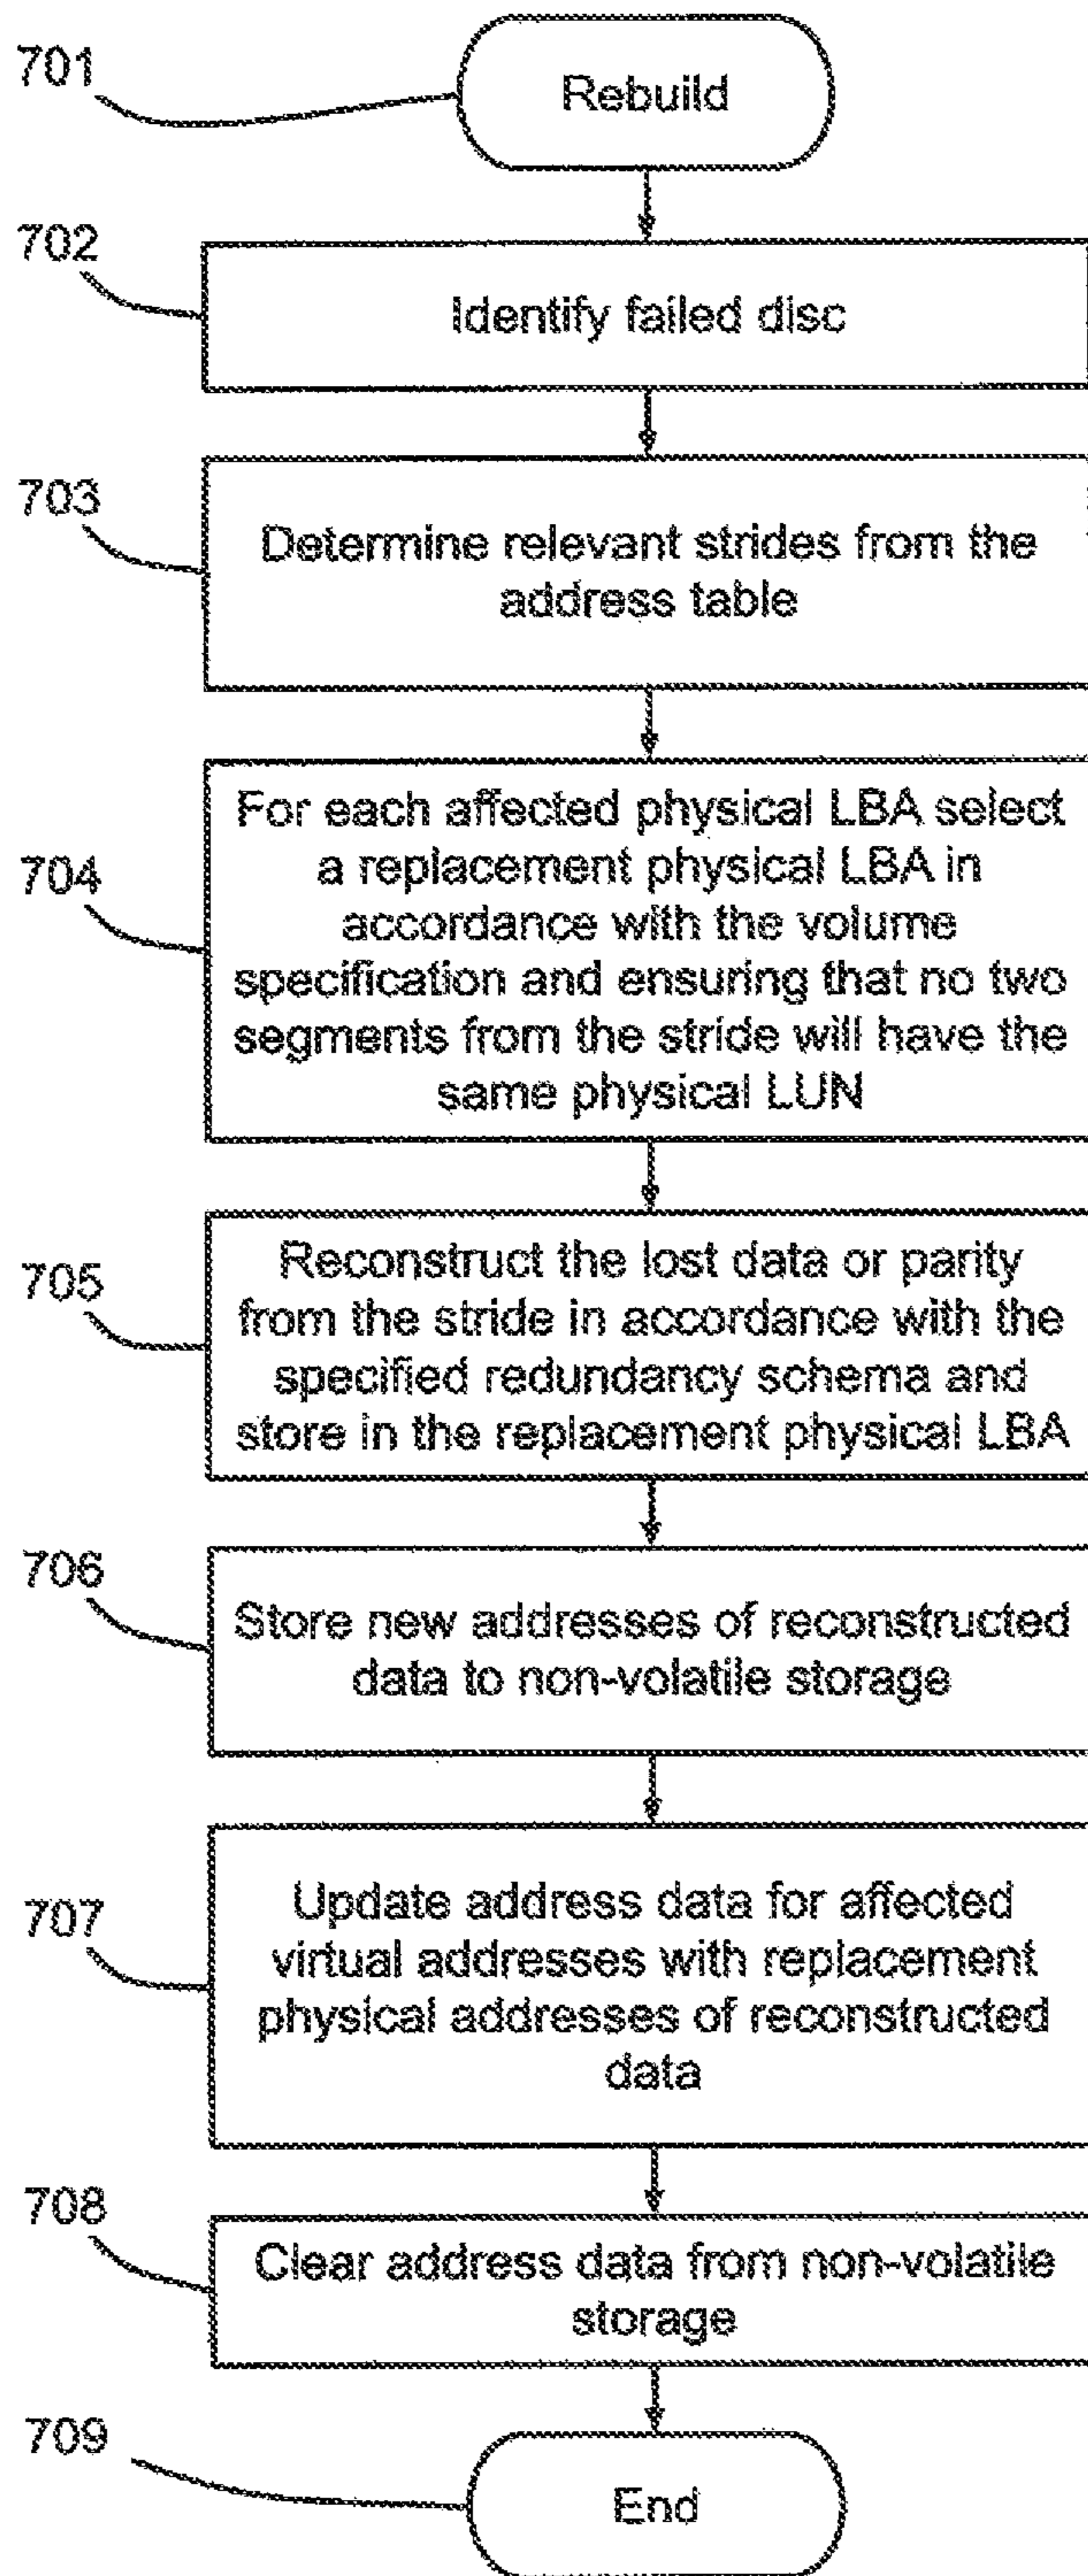 701
Rebuild
702
Identify failed disc
703
Determine relevant strides from the
address table
704
For each affected physical LBA select
a replacement physical LBA in
accordance with the volume
specification and ensuring that no two
segments from the stride will have the
same physical LUN
705
Reconstruct the lost data or parity
from the stride in accordance with the
specified redundancy schema and
store in the replacement physical LBA
706
Store new addresses of reconstructed
data to non-volatile storage
707
Update address data for affected
virtual addresses with replacement
physical addresses of reconstructed
data
708
Clear address data from non-volatile
storage
709
End